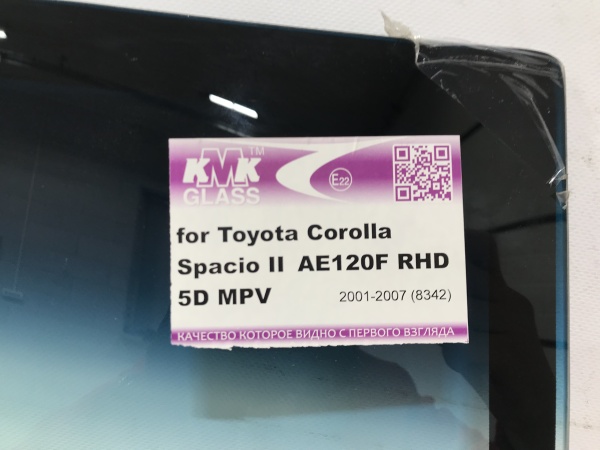 KMK TM
GLASS
E22
for Toyota Corolla
Spacio II AE120F RHD
5D MPV 2001-2007 (8342)
КАЧЕСТВО КОТОРОЕ ВИДНО С ПЕРВОГО ВЗГЛЯДА